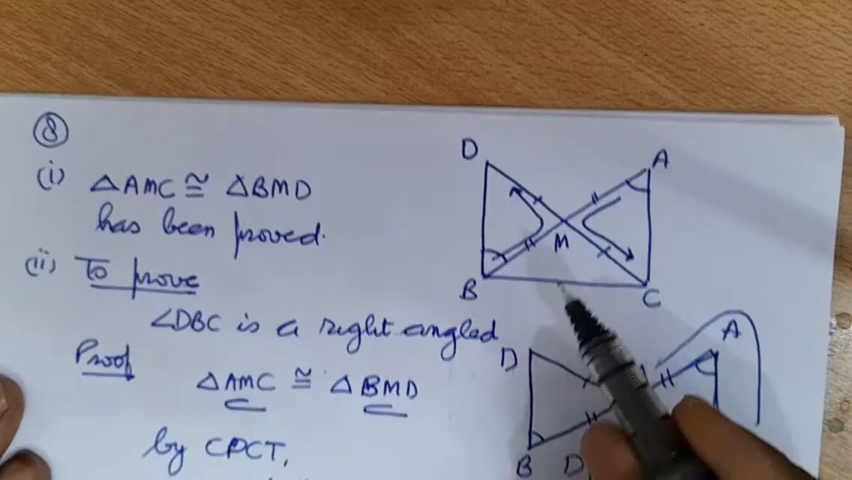 ⑧
(i) △AMC ≅ △BMD
has been proved.
(ii) To prove
∠DBC is a right angled
Proof
△AMC ≅ △BMD
by CPCT,
D
A
M
B
C
D
A
B
D